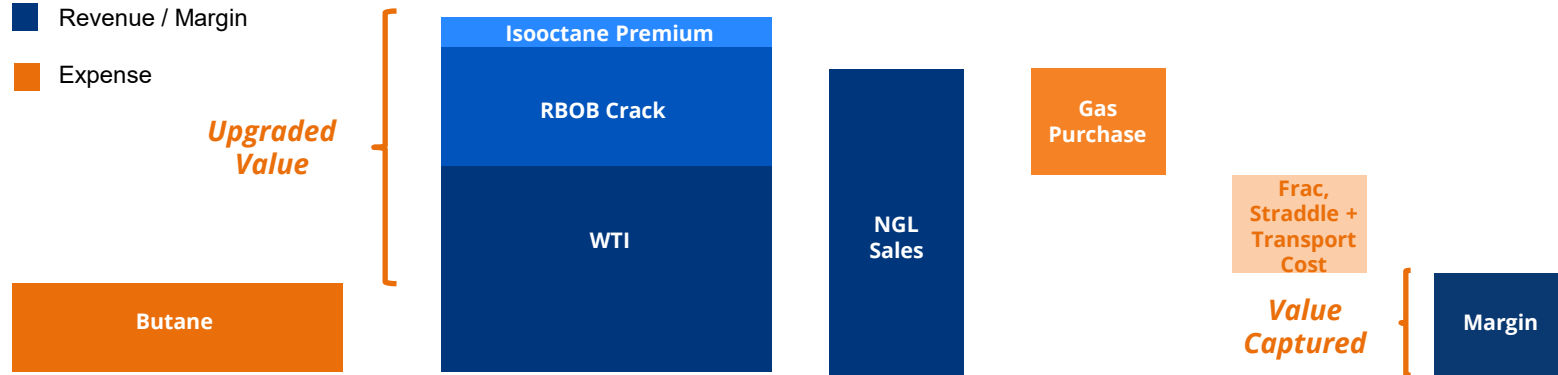 Revenue / Margin
Expense
Upgraded
Value
Butane
Isooctane Premium
RBOB Crack
WTI
NGL
Sales
Gas
Purchase
Frac,
Straddle +
Transport
Cost
Value
Captured
Margin